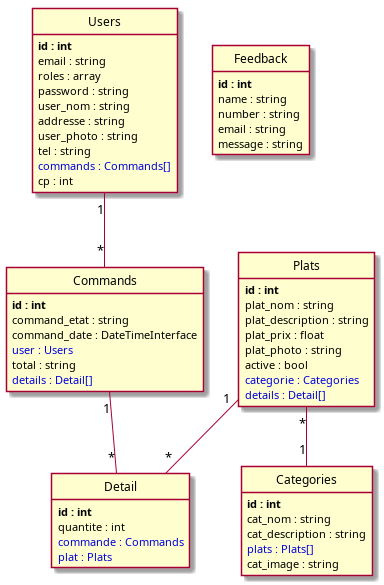 Users
id : int
email : string
roles : array
password : string
user_nom : string
addresse : string
user_photo : string
tel : string
commands : Commands[]
cp : int
Feedback
id : int
name : string
number : string
email : string
message : string
1
*
Commands
id : int
command_etat : string
command_date : DateTimeInterface
user : Users
total : string
details : Detail[]
Plats
id : int
plat_nom : string
plat_description : string
plat_prix : float
plat_photo : string
active : bool
categorie : Categories
details : Detail[]
1
*
1
*
*
1
Detail
id : int
quantite : int
commande : Commands
plat : Plats
Categories
id : int
cat_nom : string
cat_description : string
plats : Plats[]
cat_image : string